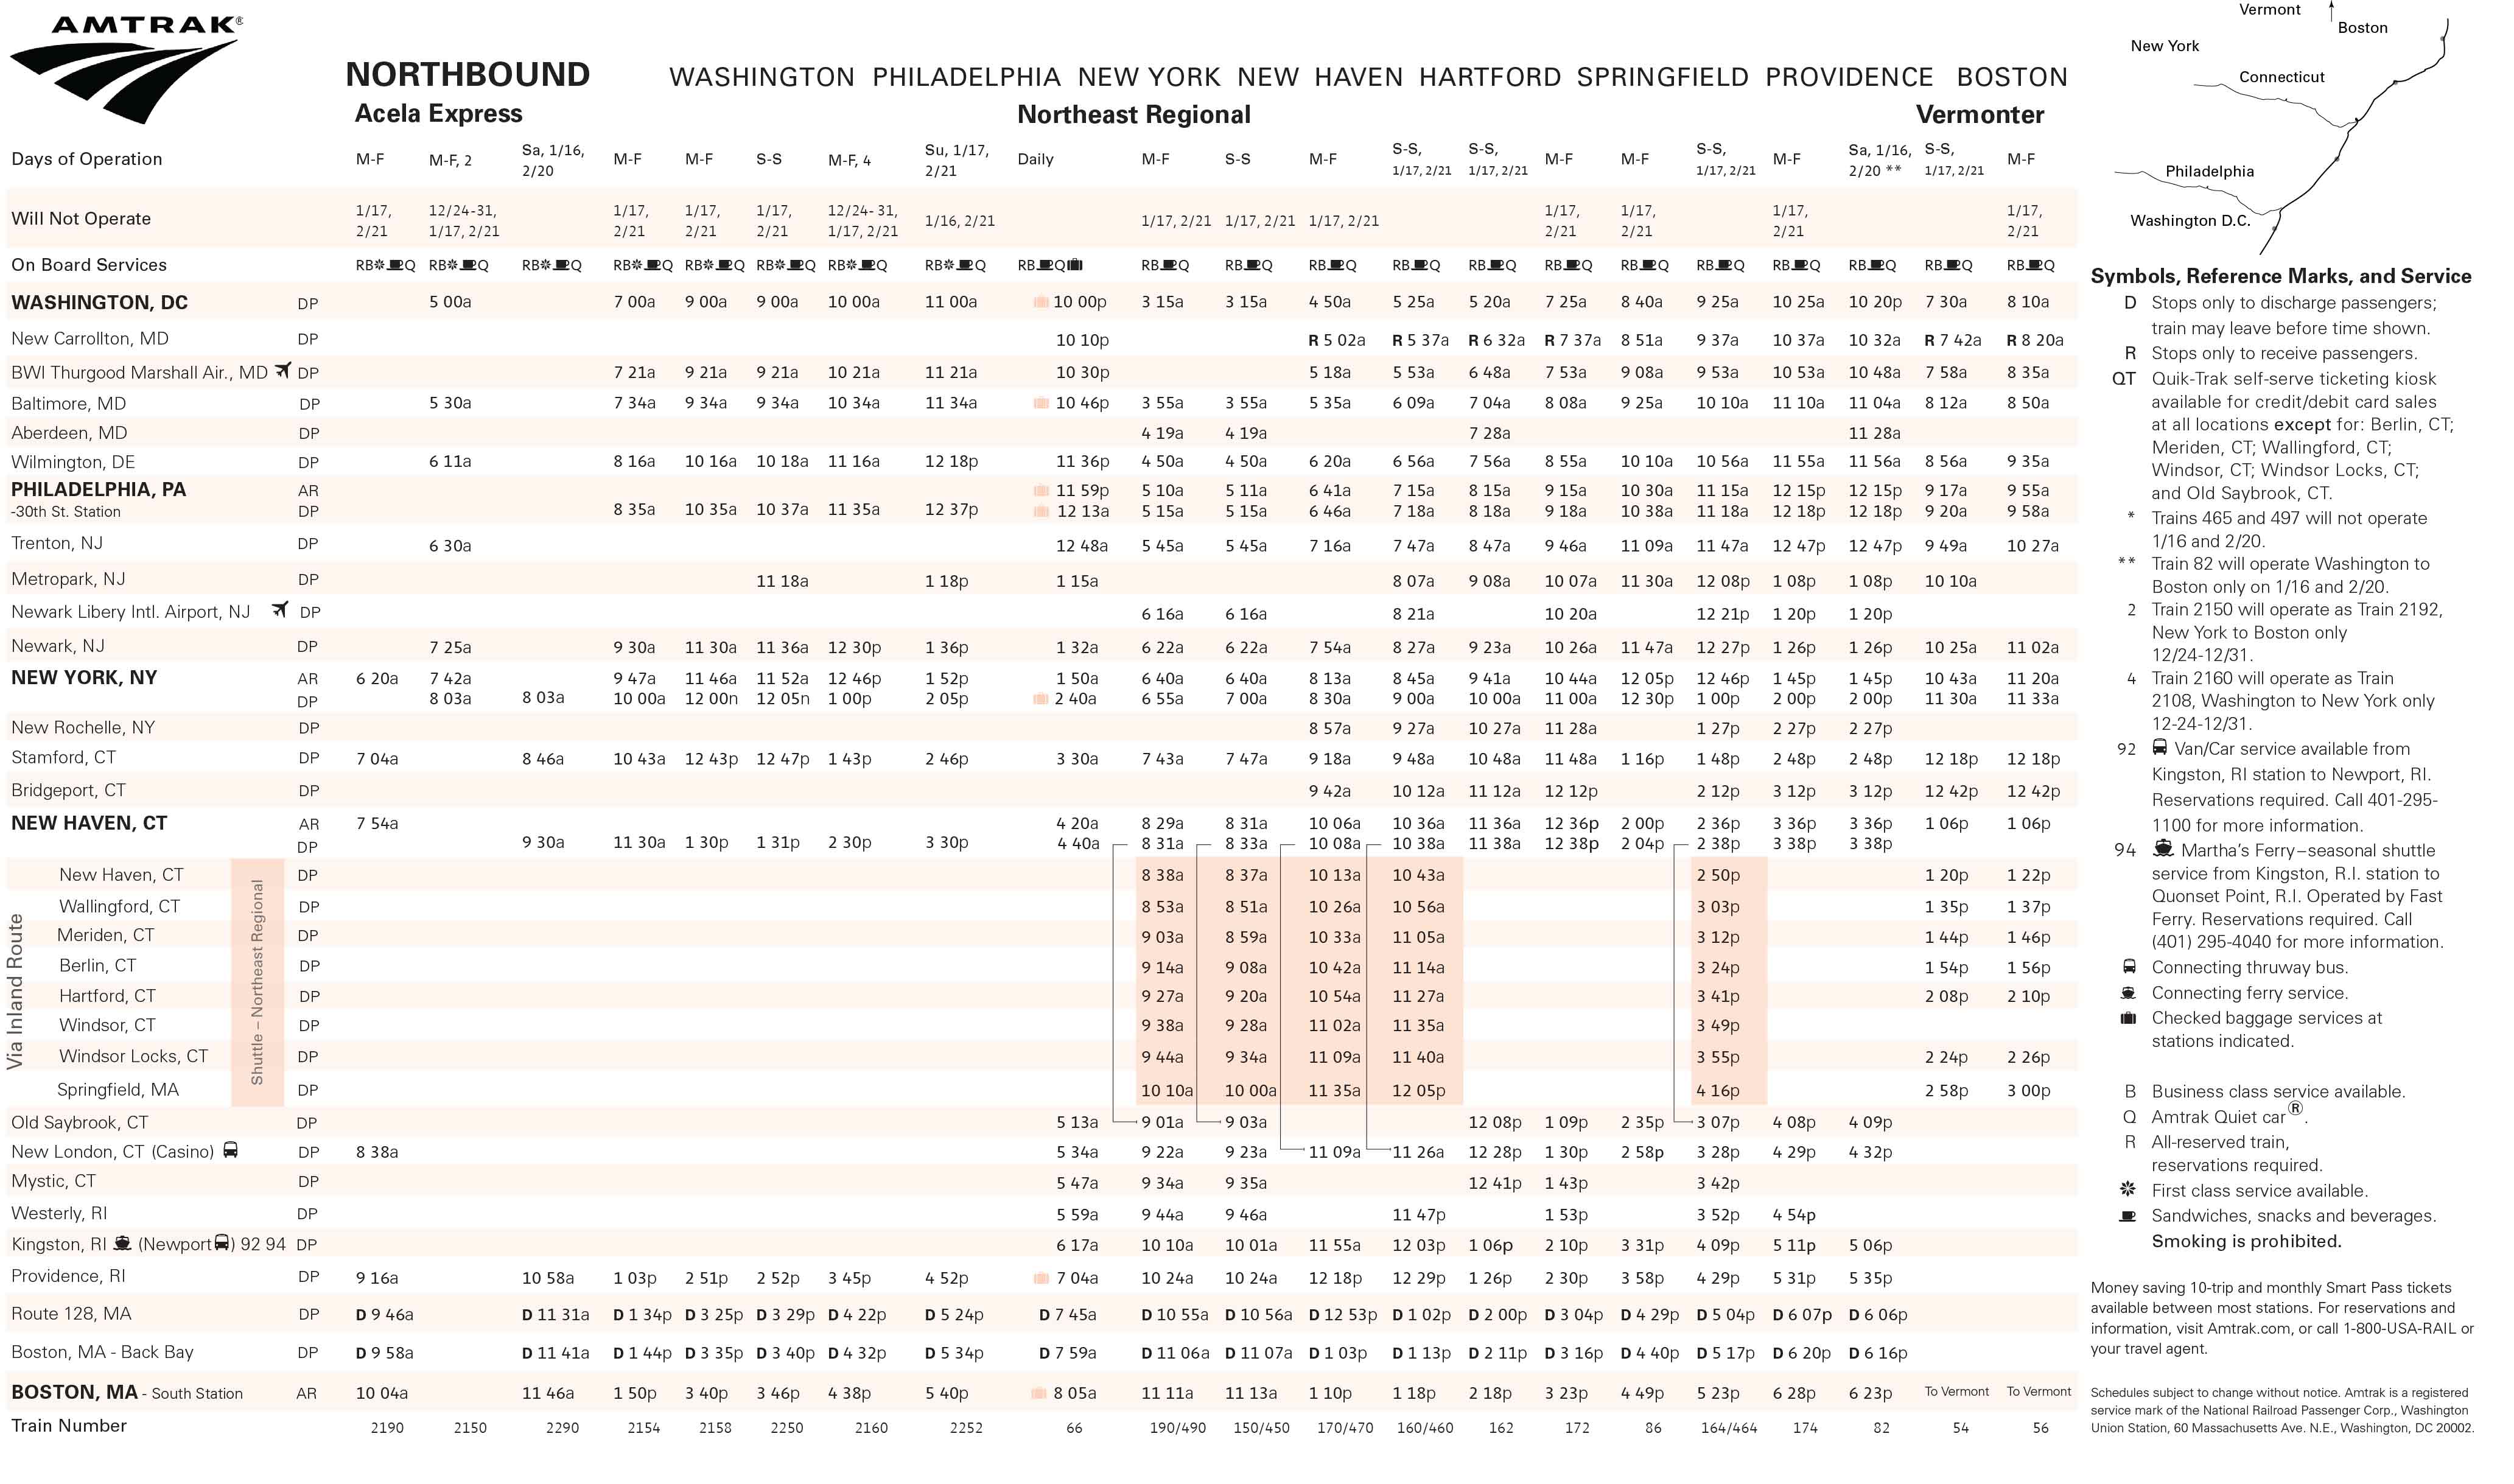 AMTRAK®
NORTHBOUND WASHINGTON PHILADELPHIA NEW YORK NEW HAVEN HARTFORD SPRINGFIELD PROVIDENCE BOSTON
Acela Express Northeast Regional Vermonter
Days of Operation M-F M-F, 2 Sa, 1/16, 2/20 M-F M-F S-S M-F, 4 Su, 1/17, 2/21 Daily M-F S-S M-F S-S, 1/17, 2/21 S-S, 1/17, 2/21 M-F M-F S-S, 1/17, 2/21 M-F Sa, 1/16, 2/20 ** S-S, 1/17, 2/21 M-F
Will Not Operate 1/17, 2/21 12/24-31, 1/17, 2/21 1/17, 2/21 1/17, 2/21 1/17, 2/21 12/24- 31, 1/17, 2/21 1/16, 2/21 1/17, 2/21 1/17, 2/21 1/17, 2/21 1/17, 2/21 1/17, 2/21 1/17, 2/21 1/17, 2/21
On Board Services RB Q RB Q RB Q RB Q RB Q RB Q RB Q RB Q RB Q RB Q RB Q RB Q RB Q RB Q RB Q RB Q RB Q RB Q RB Q RB Q RB Q
WASHINGTON, DC DP 5 00a 7 00a 9 00a 9 00a 10 00a 11 00a 10 00p 3 15a 3 15a 4 50a 5 25a 5 20a 7 25a 8 40a 9 25a 10 25a 10 20p 7 30a 8 10a
New Carrollton, MD DP 10 10p R 5 02a R 5 37a R 6 32a R 7 37a 8 51a 9 37a 10 37a 10 32a R 7 42a R 8 20a
BWI Thurgood Marshall Air., MD DP 7 21a 9 21a 9 21a 10 21a 11 21a 10 30p 5 18a 5 53a 6 48a 7 53a 9 08a 9 53a 10 53a 10 48a 7 58a 8 35a
Baltimore, MD DP 5 30a 7 34a 9 34a 9 34a 10 34a 11 34a 10 46p 3 55a 3 55a 5 35a 6 09a 7 04a 8 08a 9 25a 10 10a 11 10a 11 04a 8 12a 8 50a
Aberdeen, MD DP 4 19a 4 19a 7 28a 11 28a
Wilmington, DE DP 6 11a 8 16a 10 16a 10 18a 11 16a 12 18p 11 36p 4 50a 4 50a 6 20a 6 56a 7 56a 8 55a 10 10a 10 56a 11 55a 11 56a 8 56a 9 35a
PHILADELPHIA, PA AR 11 59p 5 10a 5 11a 6 41a 7 15a 8 15a 9 15a 10 30a 11 15a 12 15p 12 15p 9 17a 9 55a
-30th St. Station DP 8 35a 10 35a 10 37a 11 35a 12 37p 12 13a 5 15a 5 15a 6 46a 7 18a 8 18a 9 18a 10 38a 11 18a 12 18p 12 18p 9 20a 9 58a
Trenton, NJ DP 6 30a 12 48a 5 45a 5 45a 7 16a 7 47a 8 47a 9 46a 11 09a 11 47a 12 47p 12 47p 9 49a 10 27a
Metropark, NJ DP 11 18a 1 18p 1 15a 8 07a 9 08a 10 07a 11 30a 12 08p 1 08p 1 08p 10 10a
Newark Libery Intl. Airport, NJ DP 6 16a 6 16a 8 21a 10 20a 12 21p 1 20p 1 20p
Newark, NJ DP 7 25a 9 30a 11 30a 11 36a 12 30p 1 36p 1 32a 6 22a 6 22a 7 54a 8 27a 9 23a 10 26a 11 47a 12 27p 1 26p 1 26p 10 25a 11 02a
NEW YORK, NY AR 6 20a 7 42a 9 47a 11 46a 11 52a 12 46p 1 52p 1 50a 6 40a 6 40a 8 13a 8 45a 9 41a 10 44a 12 05p 12 46p 1 45p 1 45p 10 43a 11 20a
DP 8 03a 8 03a 10 00a 12 00n 12 05n 1 00p 2 05p 2 40a 6 55a 7 00a 8 30a 9 00a 10 00a 11 00a 12 30p 1 00p 2 00p 2 00p 11 30a 11 33a
New Rochelle, NY DP 8 57a 9 27a 10 27a 11 28a 1 27p 2 27p 2 27p
Stamford, CT DP 7 04a 8 46a 10 43a 12 43p 12 47p 1 43p 2 46p 3 30a 7 43a 7 47a 9 18a 9 48a 10 48a 11 48a 1 16p 1 48p 2 48p 2 48p 12 18p 12 18p
Bridgeport, CT DP 9 42a 10 12a 11 12a 12 12p 2 12p 3 12p 3 12p 12 42p 12 42p
NEW HAVEN, CT AR 7 54a 4 20a 8 29a 8 31a 10 06a 10 36a 11 36a 12 36p 2 00p 2 36p 3 36p 3 36p 1 06p 1 06p
DP 9 30a 11 30a 1 30p 1 31p 2 30p 3 30p 4 40a 8 31a 8 33a 10 08a 10 38a 11 38a 12 38p 2 04p 2 38p 3 38p 3 38p
Via Inland Route
Shuttle – Northeast Regional
New Haven, CT DP 8 38a 8 37a 10 13a 10 43a 2 50p 1 20p 1 22p
Wallingford, CT DP 8 53a 8 51a 10 26a 10 56a 3 03p 1 35p 1 37p
Meriden, CT DP 9 03a 8 59a 10 33a 11 05a 3 12p 1 44p 1 46p
Berlin, CT DP 9 14a 9 08a 10 42a 11 14a 3 24p 1 54p 1 56p
Hartford, CT DP 9 27a 9 20a 10 54a 11 27a 3 41p 2 08p 2 10p
Windsor, CT DP 9 38a 9 28a 11 02a 11 35a 3 49p
Windsor Locks, CT DP 9 44a 9 34a 11 09a 11 40a 3 55p 2 24p 2 26p
Springfield, MA DP 10 10a 10 00a 11 35a 12 05p 4 16p 2 58p 3 00p
Old Saybrook, CT DP 5 13a 9 01a 9 03a 12 08p 1 09p 2 35p 3 07p 4 08p 4 09p
New London, CT (Casino) DP 8 38a 5 34a 9 22a 9 23a 11 09a 11 26a 12 28p 1 30p 2 58p 3 28p 4 29p 4 32p
Mystic, CT DP 5 47a 9 34a 9 35a 12 41p 1 43p 3 42p
Westerly, RI DP 5 59a 9 44a 9 46a 11 47p 1 53p 3 52p 4 54p
Kingston, RI (Newport ) 92 94 DP 6 17a 10 10a 10 01a 11 55a 12 03p 1 06p 2 10p 3 31p 4 09p 5 11p 5 06p
Providence, RI DP 9 16a 10 58a 1 03p 2 51p 2 52p 3 45p 4 52p 7 04a 10 24a 10 24a 12 18p 12 29p 1 26p 2 30p 3 58p 4 29p 5 31p 5 35p
Route 128, MA DP D 9 46a D 11 31a D 1 34p D 3 25p D 3 29p D 4 22p D 5 24p D 7 45a D 10 55a D 10 56a D 12 53p D 1 02p D 2 00p D 3 04p D 4 29p D 5 04p D 6 07p D 6 06p
Boston, MA - Back Bay DP D 9 58a D 11 41a D 1 44p D 3 35p D 3 40p D 4 32p D 5 34p D 7 59a D 11 06a D 11 07a D 1 03p D 1 13p D 2 11p D 3 16p D 4 40p D 5 17p D 6 20p D 6 16p
BOSTON, MA - South Station AR 10 04a 11 46a 1 50p 3 40p 3 46p 4 38p 5 40p 8 05a 11 11a 11 13a 1 10p 1 18p 2 18p 3 23p 4 49p 5 23p 6 28p 6 23p To Vermont To Vermont
Train Number 2190 2150 2290 2154 2158 2250 2160 2252 66 190/490 150/450 170/470 160/460 162 172 86 164/464 174 82 54 56
Vermont
Boston
New York
Connecticut
Philadelphia
Washington D.C.
Symbols, Reference Marks, and Service
D Stops only to discharge passengers;
train may leave before time shown.
R Stops only to receive passengers.
QT Quik-Trak self-serve ticketing kiosk
available for credit/debit card sales
at all locations except for: Berlin, CT;
Meriden, CT; Wallingford, CT;
Windsor, CT; Windsor Locks, CT;
and Old Saybrook, CT.
* Trains 465 and 497 will not operate
1/16 and 2/20.
** Train 82 will operate Washington to
Boston only on 1/16 and 2/20.
2 Train 2150 will operate as Train 2192,
New York to Boston only
12/24-12/31.
4 Train 2160 will operate as Train
2108, Washington to New York only
12-24-12/31.
92 Van/Car service available from
Kingston, RI station to Newport, RI.
Reservations required. Call 401-295-
1100 for more information.
94 Martha's Ferry–seasonal shuttle
service from Kingston, R.I. station to
Quonset Point, R.I. Operated by Fast
Ferry. Reservations required. Call
(401) 295-4040 for more information.
Connecting thruway bus.
Connecting ferry service.
Checked baggage services at
stations indicated.
B Business class service available.
Q Amtrak Quiet car®.
R All-reserved train,
reservations required.
First class service available.
Sandwiches, snacks and beverages.
Smoking is prohibited.
Money saving 10-trip and monthly Smart Pass tickets
available between most stations. For reservations and
information, visit Amtrak.com, or call 1-800-USA-RAIL or
your travel agent.
Schedules subject to change without notice. Amtrak is a registered
service mark of the National Railroad Passenger Corp., Washington
Union Station, 60 Massachusetts Ave. N.E., Washington, DC 20002.